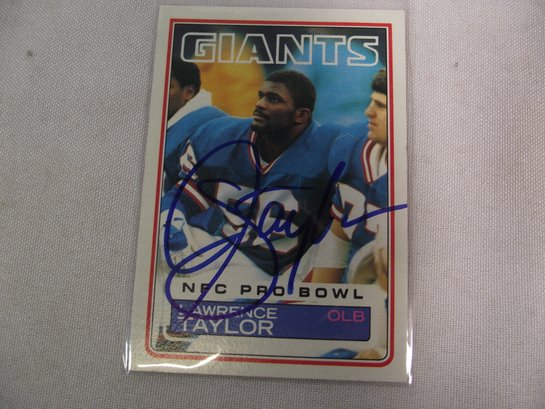 GIANTS
NFC PRO BOWL
LAWRENCE
TAYLOR
OLB